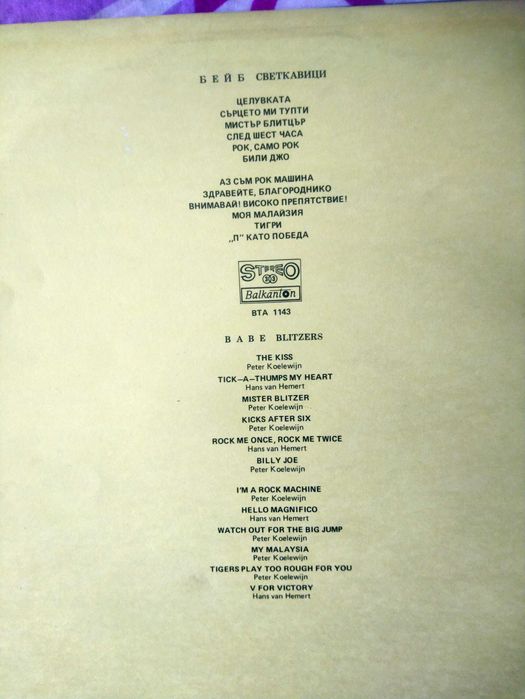 БЕЙБ СВЕТКАВИЦИ
ЦЕЛУВКАТА
СЪРЦЕТО МИ ТУПТИ
МИСТЪР БЛИТЦЪР
СЛЕД ШЕСТ ЧАСА
РОК, САМО РОК
БИЛИ ДЖО
АЗ СЪМ РОК МАШИНА
ЗДРАВЕЙТЕ, БЛАГОРОДНИКО
ВНИМАВАЙ! ВИСОКО ПРЕПЯТСТВИЕ!
МОЯ МАЛАЙЗИЯ
ТИГРИ
„П" КАТО ПОБЕДА
STEREO
33
Balkanton
ВТА 1143
BABE BLITZERS
THE KISS
Peter Koelewijn
TICK-A-THUMPS MY HEART
Hans van Hemert
MISTER BLITZER
Peter Koelewijn
KICKS AFTER SIX
Peter Koelewijn
ROCK ME ONCE, ROCK ME TWICE
Hans van Hemert
BILLY JOE
Peter Koelewijn
I'M A ROCK MACHINE
Peter Koelewijn
HELLO MAGNIFICO
Hans van Hemert
WATCH OUT FOR THE BIG JUMP
Peter Koelewijn
MY MALAYSIA
Peter Koelewijn
TIGERS PLAY TOO ROUGH FOR YOU
Peter Koelewijn
V FOR VICTORY
Hans van Hemert